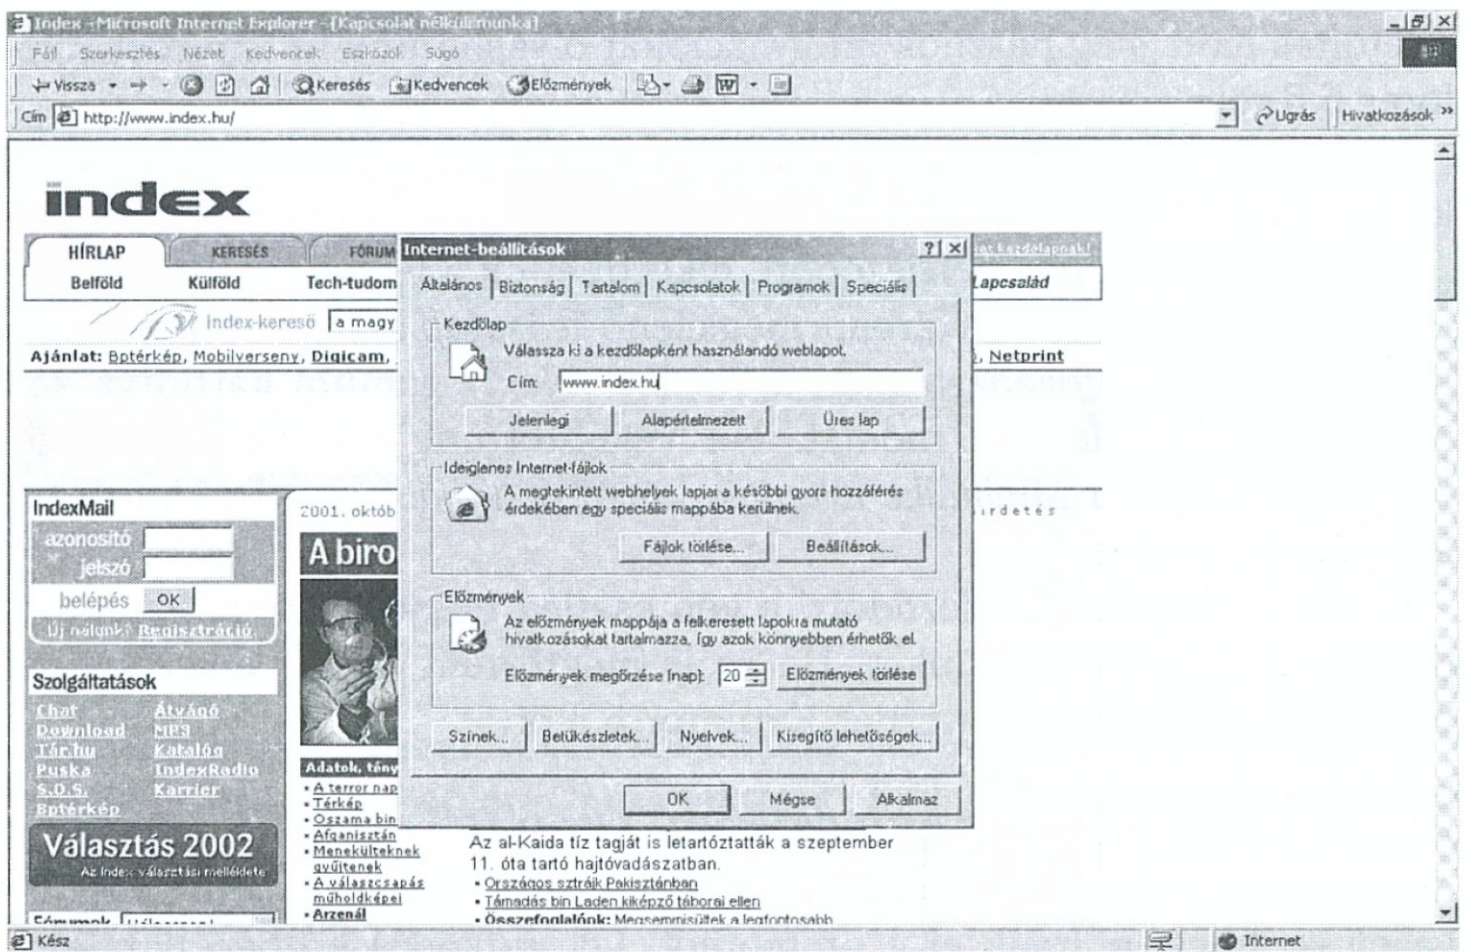 Index - Microsoft Internet Explorer - [Kapcsolat nélküli munka]
Fájl Szerkesztés Nézet Kedvencek Eszközök Súgó
Vissza Keresés Kedvencek Előzmények
Cím http://www.index.hu/ Ugrás Hivatkozások »
index
HÍRLAP KERESÉS FÓRUM
Belföld Külföld Tech-tudom Lapcsalád
Index-kereső a magy
Ajánlat: Bptérkép, Mobilverseny, Digicam, Netprint
Internet-beállítások
Általános Biztonság Tartalom Kapcsolatok Programok Speciális
Kezdőlap
Válassza ki a kezdőlapként használandó weblapot.
Cím: www.index.hu
Jelenlegi Alapértelmezett Üres lap
Ideiglenes Internet-fájlok
A megtekintett webhelyek lapjai a későbbi gyors hozzáférés
érdekében egy speciális mappába kerülnek.
Fájlok törlése... Beállítások...
Előzmények
Az előzmények mappája a felkeresett lapokra mutató
hivatkozásokat tartalmazza, így azok könnyebben érhetők el.
Előzmények megőrzése (nap): 20 Előzmények törlése
Színek... Betűkészletek... Nyelvek... Kisegítő lehetőségek...
OK Mégse Alkalmaz
IndexMail
azonosító
jelszó
belépés OK
Új nálunk? Regisztráció.
Szolgáltatások
Chat Átvágó
Download MP3
Tár.hu Katalóg
Puska IndexRadio
S.O.S. Karrier
Bptérkép
Választás 2002
Az Index választási melléklete
Fórumok
2001. októb
A biro
Adatok, tény
• A terror nap
• Térkép
• Oszama bin
• Afganisztán
• Menekülteknek
gyűjtenek
• A válaszcsapás
műholdképei
• Arzenál
irdetés
Az al-Kaida tíz tagját is letartóztatták a szeptember
11. óta tartó hajtóvadászatban.
• Országos sztrájk Pakisztánban
• Támadás bin Laden kiképző táborai ellen
• Összefoglalónk: Megsemmisültek a legfontosabb
Kész Internet